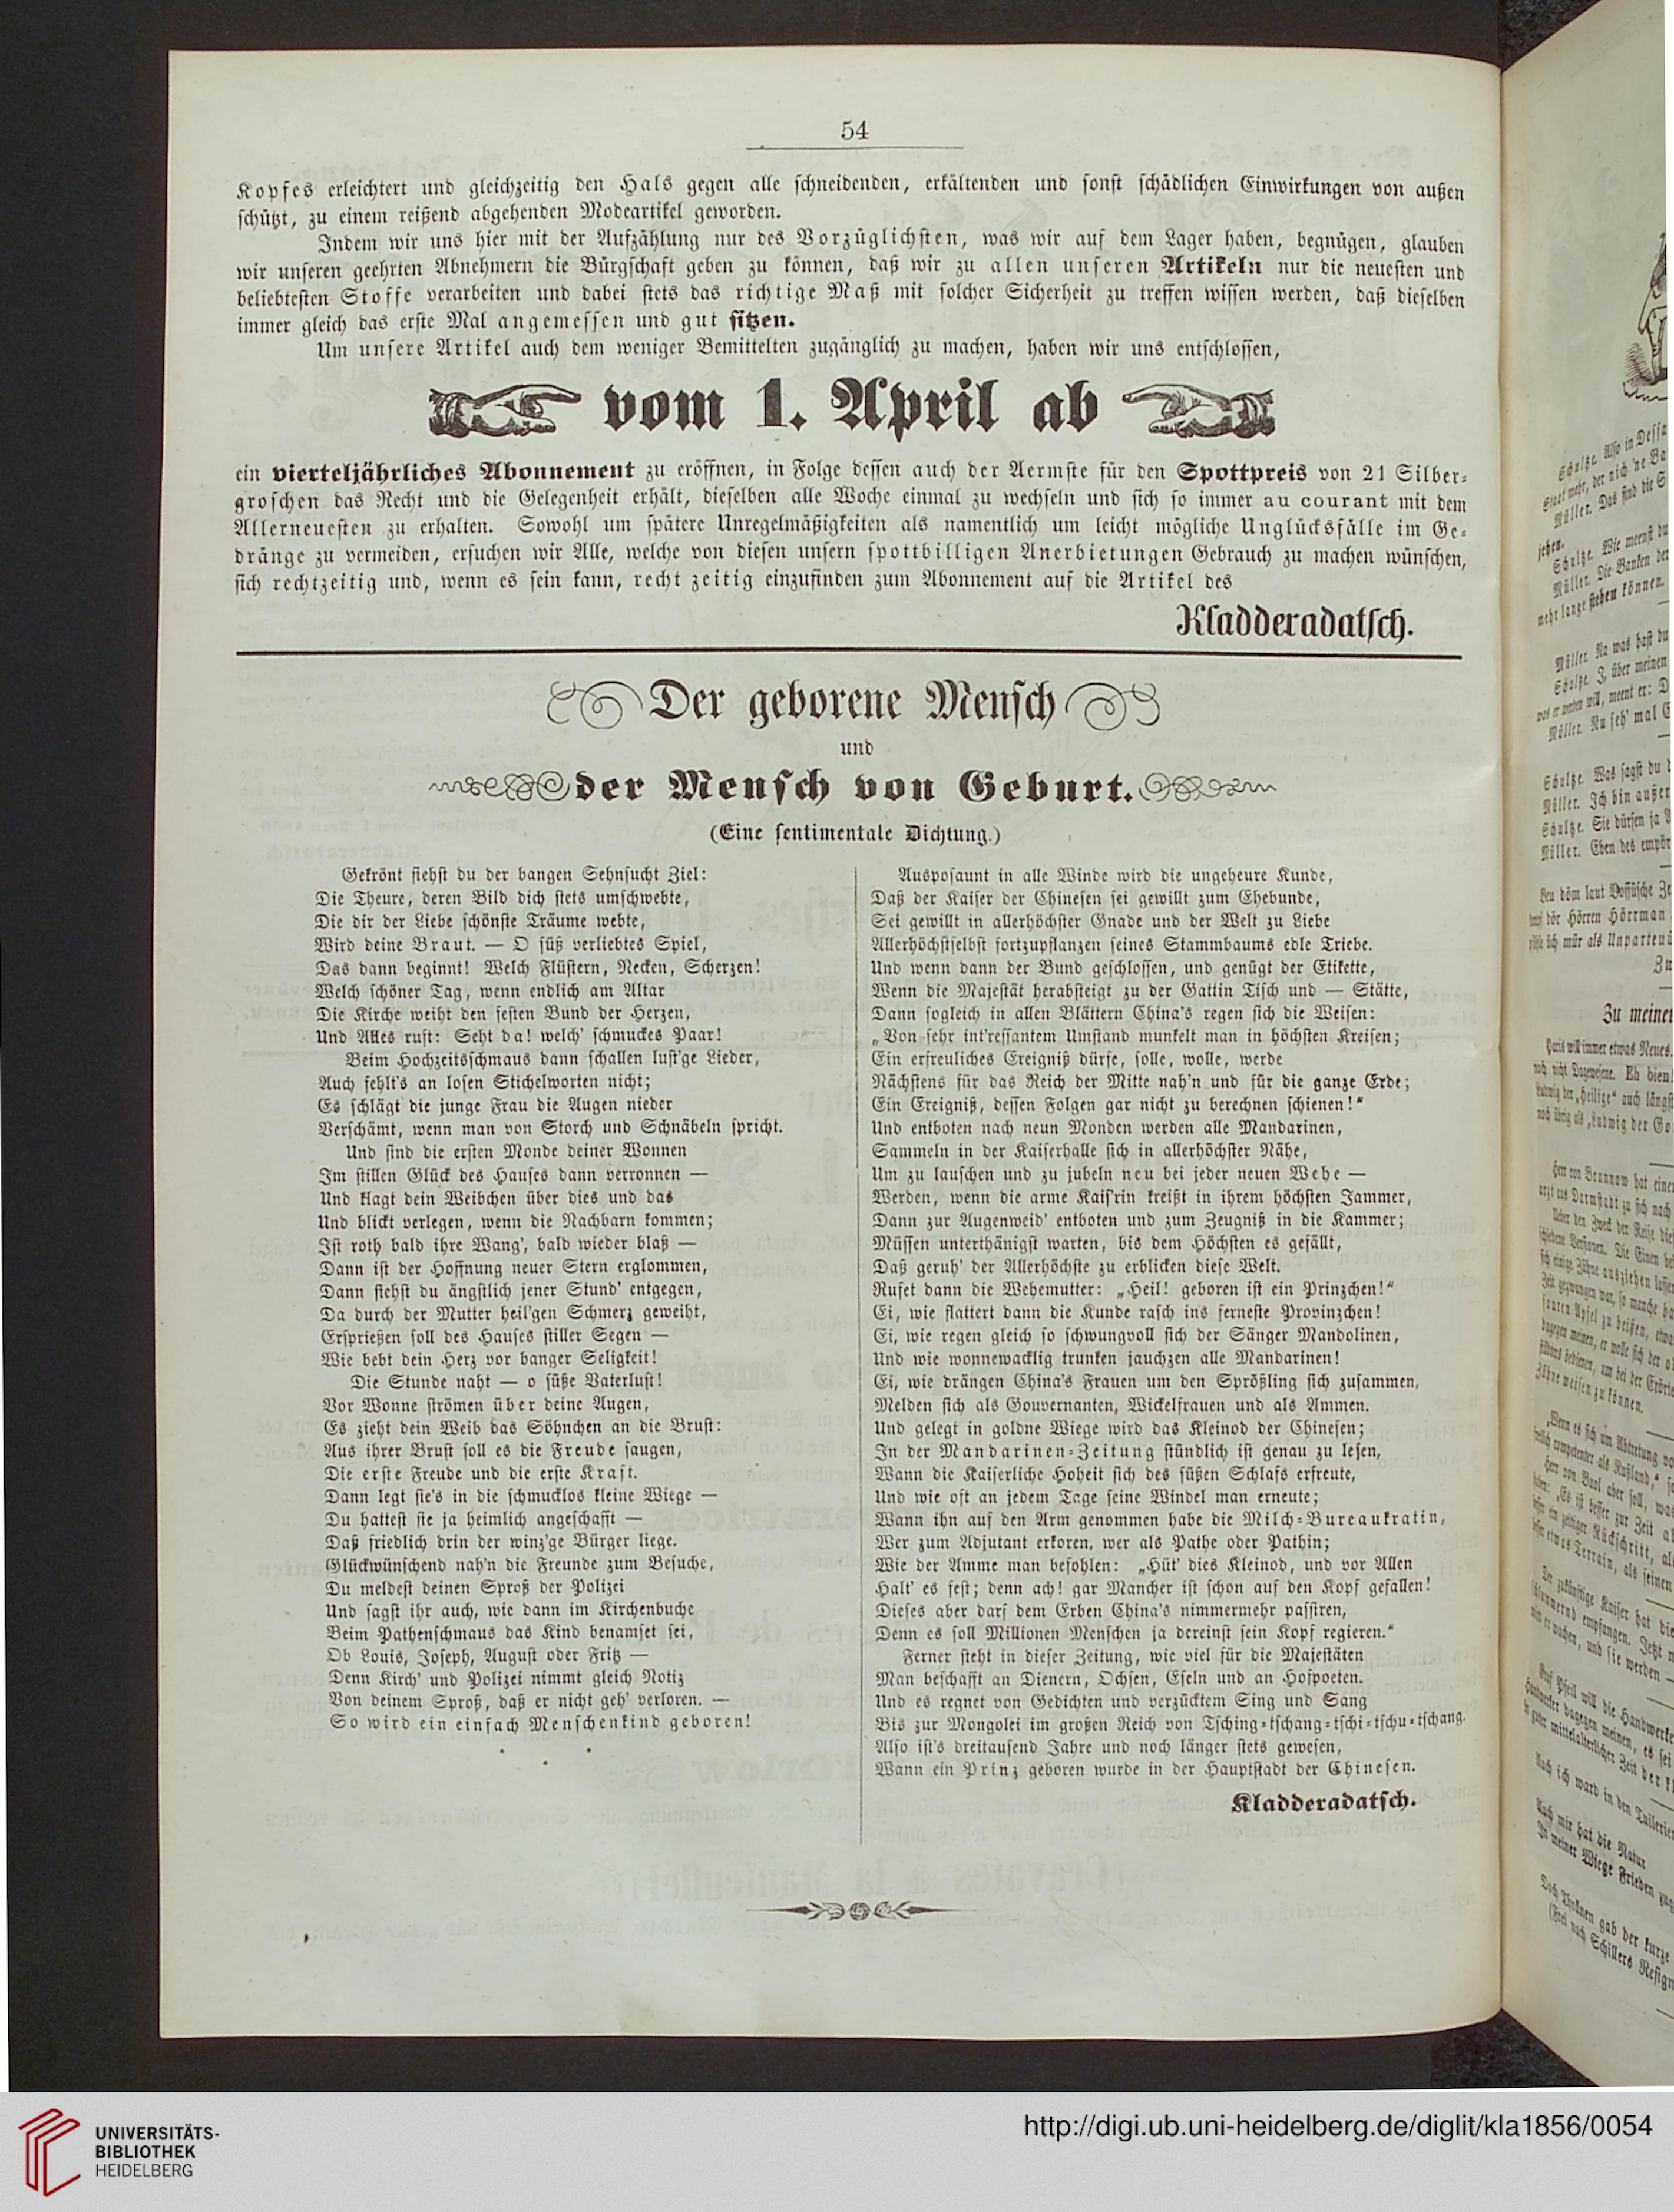 54
Kopfes erleichtert und gleichzeitig den Hals gegen alle schneidenden, erkältenden und sonst schädlichen Einwirkungen von außen
schützt, zu einem reißend abgehenden Modeartikel geworden.
Indem wir uns hier mit der Aufzählung nur des Vorzüglichsten, was wir auf dem Lager haben, begnügen, glauben
wir unseren geehrten Abnehmern die Bürgschaft geben zu können, daß wir zu allen unseren Artikeln nur die neuesten und
beliebtesten Stoffe verarbeiten und dabei stets das richtige Maß mit solcher Sicherheit zu treffen wissen werden, daß dieselben
immer gleich das erste Mal angemessen und gut sitzen.
Um unsere Artikel auch dem weniger Bemittelten zugänglich zu machen, haben wir uns entschlossen,
vom 1. April ab
ein vierteljährliches Abonnement zu eröffnen, in Folge dessen auch der Aermste für den Spottpreis von 21 Silber-
groschen das Recht und die Gelegenheit erhält, dieselben alle Woche einmal zu wechseln und sich so immer au courant mit dem
Allerneuesten zu erhalten. Sowohl um spätere Unregelmäßigkeiten als namentlich um leicht mögliche Unglücksfälle im Ge-
dränge zu vermeiden, ersuchen wir Alle, welche von diesen unsern spottbilligen Anerbietungen Gebrauch zu machen wünschen,
sich rechtzeitig und, wenn es sein kann, recht zeitig einzufinden zum Abonnement auf die Artikel des
Kladderadatsch.
Der geborene Mensch
und
der Mensch von Geburt.
(Eine sentimentale Dichtung.)
Gekrönt siehst du der bangen Sehnsucht Ziel:
Die Theure, deren Bild dich stets umschwebte,
Die dir der Liebe schönste Träume webte,
Wird deine Braut. — O süß verliebtes Spiel,
Das dann beginnt! Welch Flüstern, Necken, Scherzen!
Welch schöner Tag, wenn endlich am Altar
Die Kirche weiht den festen Bund der Herzen,
Und Alles ruft: Seht da! welch' schmuckes Paar!
Beim Hochzeitsschmaus dann schallen lust'ge Lieder,
Auch fehlt's an losen Stichelworten nicht;
Es schlägt die junge Frau die Augen nieder
Verschämt, wenn man von Storch und Schnäbeln spricht.
Und sind die ersten Monde deiner Wonnen
Im stillen Glück des Hauses dann verronnen —
Und klagt dein Weibchen über dies und das
Und blickt verlegen, wenn die Nachbarn kommen;
Ist roth bald ihre Wang', bald wieder blaß —
Dann ist der Hoffnung neuer Stern erglommen,
Dann siehst du ängstlich jener Stund' entgegen,
Da durch der Mutter heil'gen Schmerz geweiht,
Ersprießen soll des Hauses stiller Segen —
Wie bebt dein Herz vor banger Seligkeit!
Die Stunde naht — o süße Vaterlust!
Vor Wonne strömen über deine Augen,
Es zieht dein Weib das Söhnchen an die Brust:
Aus ihrer Brust soll es die Freude saugen,
Die erste Freude und die erste Kraft.
Dann legt sie's in die schmucklos kleine Wiege —
Du hattest sie ja heimlich angeschafft —
Daß friedlich drin der winz'ge Bürger liege.
Glückwünschend nah'n die Freunde zum Besuche,
Du meldest deinen Sproß der Polizei
Und sagst ihr auch, wie dann im Kirchenbuche
Beim Pathenschmaus das Kind benamset sei,
Ob Louis, Joseph, August oder Fritz —
Denn Kirch' und Polizei nimmt gleich Notiz
Von deinem Sproß, daß er nicht geh' verloren. —
So wird ein einfach Menschenkind geboren!
Ausposaunt in alle Winde wird die ungeheure Kunde,
Daß der Kaiser der Chinesen sei gewillt zum Ehebunde,
Sei gewillt in allerhöchster Gnade und der Welt zu Liebe
Allerhöchstselbst fortzupflanzen seines Stammbaums edle Triebe.
Und wenn dann der Bund geschlossen, und genügt der Etikette,
Wenn die Majestät herabsteigt zu der Gattin Tisch und — Stätte,
Dann sogleich in allen Blättern China's regen sich die Weisen:
„Von sehr int'ressantem Umstand munkelt man in höchsten Kreisen;
Ein erfreuliches Ereigniß dürfe, solle, wolle, werde
Nächstens für das Reich der Mitte nah'n und für die ganze Erde;
Ein Ereigniß, dessen Folgen gar nicht zu berechnen schienen!“
Und entboten nach neun Monden werden alle Mandarinen,
Sammeln in der Kaiserhalle sich in allerhöchster Nähe,
Um zu lauschen und zu jubeln neu bei jeder neuen Wehe —
Werden, wenn die arme Kais'rin kreißt in ihrem höchsten Jammer,
Dann zur Augenweid' entboten und zum Zeugniß in die Kammer;
Müssen unterthänigst warten, bis dem Höchsten es gefällt,
Daß geruh' der Allerhöchste zu erblicken diese Welt.
Rufet dann die Wehemutter: „Heil! geboren ist ein Prinzchen!“
Ei, wie flattert dann die Kunde rasch ins fernste Provinzchen!
Ei, wie regen gleich so schwungvoll sich der Sänger Mandolinen,
Und wie wonnewacklig trunken jauchzen alle Mandarinen!
Ei, wie drängen China's Frauen um den Sprößling sich zusammen,
Melden sich als Gouvernanten, Wickelfrauen und als Ammen.
Und gelegt in goldne Wiege wird das Kleinod der Chinesen;
In der Mandarinen-Zeitung stündlich ist genau zu lesen,
Wann die Kaiserliche Hoheit sich des süßen Schlafs erfreute,
Und wie oft an jedem Tage seine Windel man erneute;
Wann ihn auf den Arm genommen habe die Milch-Bureaukratin,
Wer zum Adjutant erkoren, wer als Pathe oder Pathin;
Wie der Amme man befohlen: „Hüt' dies Kleinod, und vor Allen
Halt' es fest; denn ach! gar Mancher ist schon auf den Kopf gefallen!
Dieses aber darf dem Erben China's nimmermehr passiren,
Denn es soll Millionen Menschen ja dereinst sein Kopf regieren.“
Ferner steht in dieser Zeitung, wie viel für die Majestäten
Man beschafft an Dienern, Ochsen, Eseln und an Hofpoeten.
Und es regnet von Gedichten und verzücktem Sing und Sang
Bis zur Mongolei im großen Reich von Tsching-tschang-tschi-tschu-tschang.
Also ist's dreitausend Jahre und noch länger stets gewesen,
Wann ein Prinz geboren wurde in der Hauptstadt der Chinesen.
Kladderadatsch.
UNIVERSITÄTS-
BIBLIOTHEK
HEIDELBERG
http://digi.ub.uni-heidelberg.de/diglit/kla1856/0054